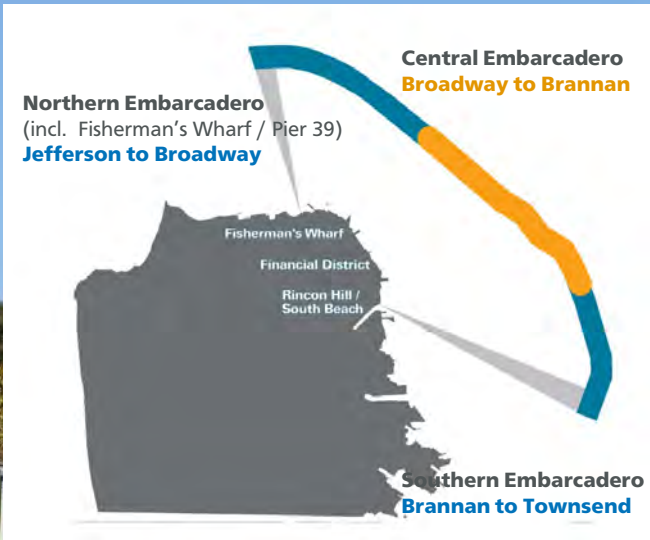 Central Embarcadero
Broadway to Brannan
Northern Embarcadero
(incl. Fisherman's Wharf / Pier 39)
Jefferson to Broadway
Fisherman's Wharf
Financial District
Rincon Hill /
South Beach
Southern Embarcadero
Brannan to Townsend